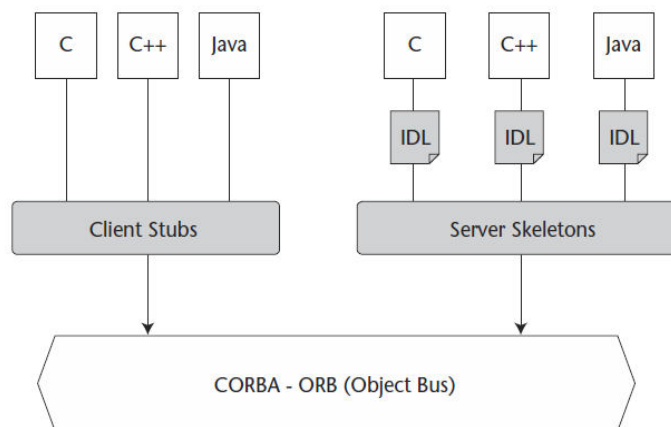 C C++ Java C C++ Java
IDL IDL IDL
Client Stubs Server Skeletons
CORBA - ORB (Object Bus)